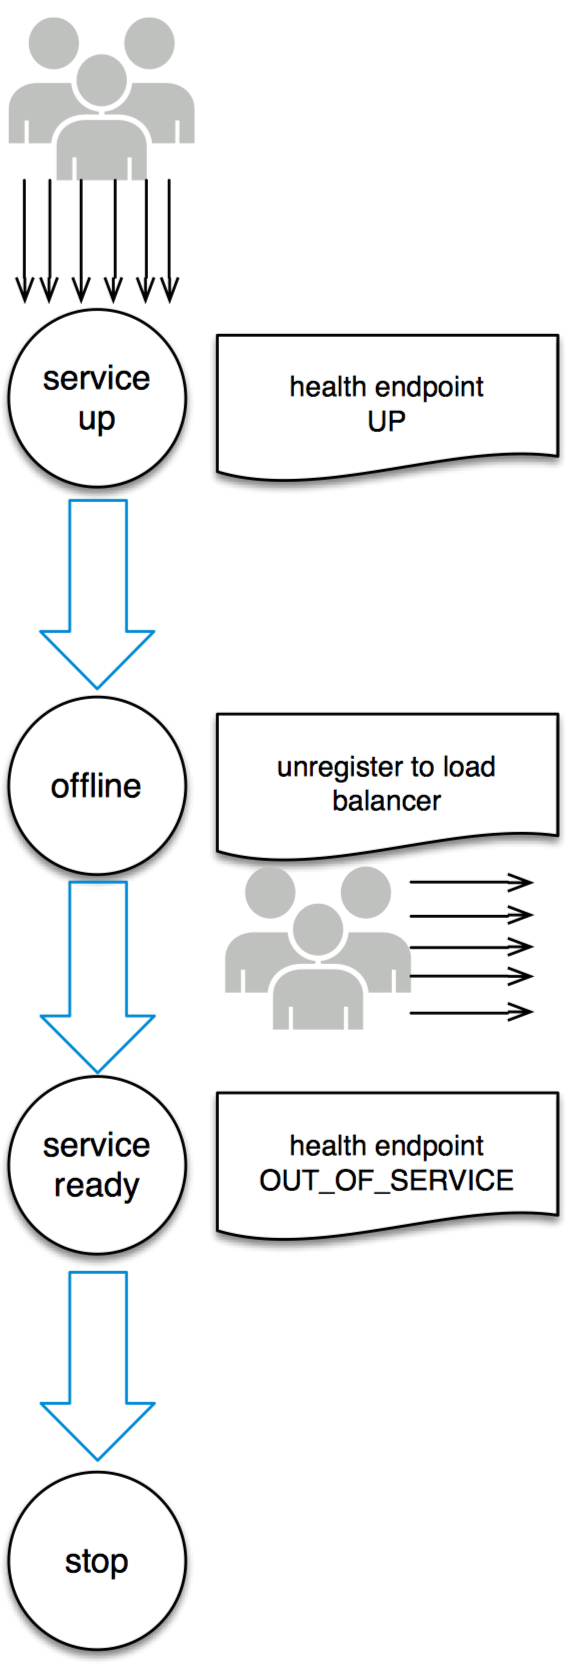 service
up
health endpoint
UP
offline
unregister to load
balancer
service
ready
health endpoint
OUT_OF_SERVICE
stop